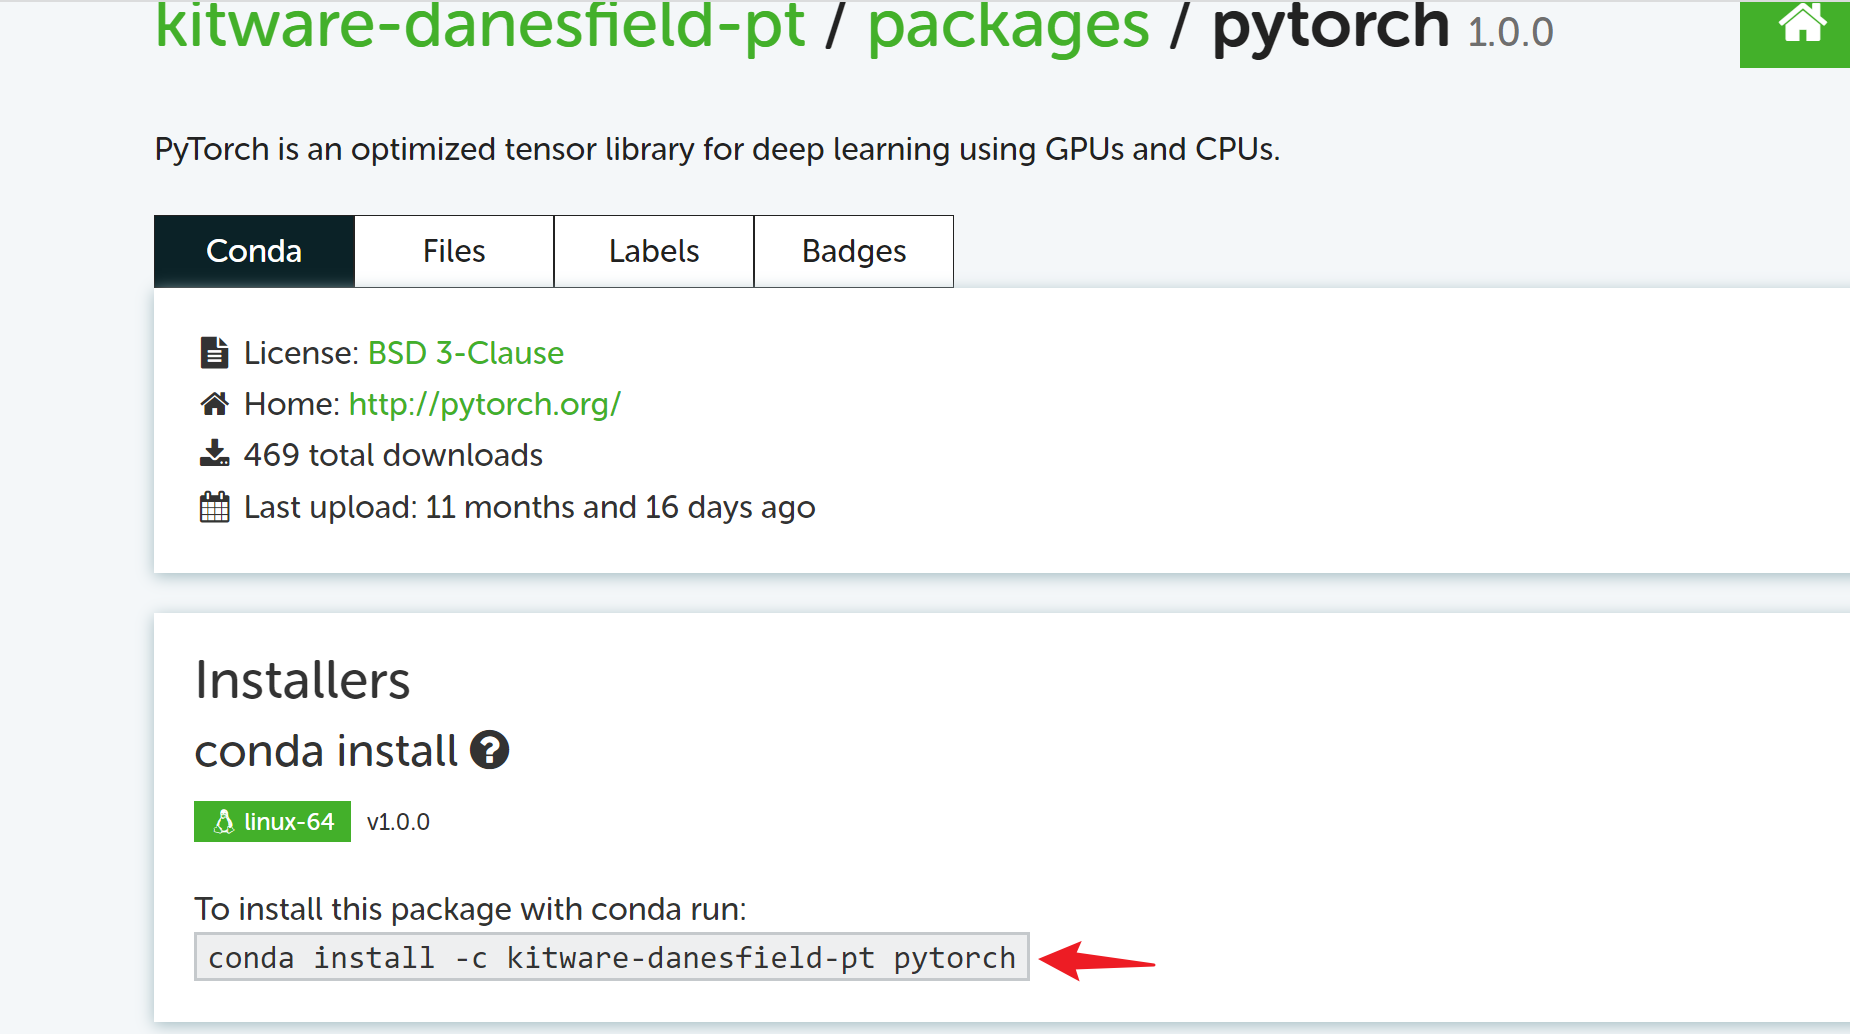 kitware-danesfield-pt / packages / pytorch 1.0.0
PyTorch is an optimized tensor library for deep learning using GPUs and CPUs.
Conda Files Labels Badges
License: BSD 3-Clause
Home: http://pytorch.org/
469 total downloads
Last upload: 11 months and 16 days ago
Installers
conda install ?
linux-64 v1.0.0
To install this package with conda run:
conda install -c kitware-danesfield-pt pytorch